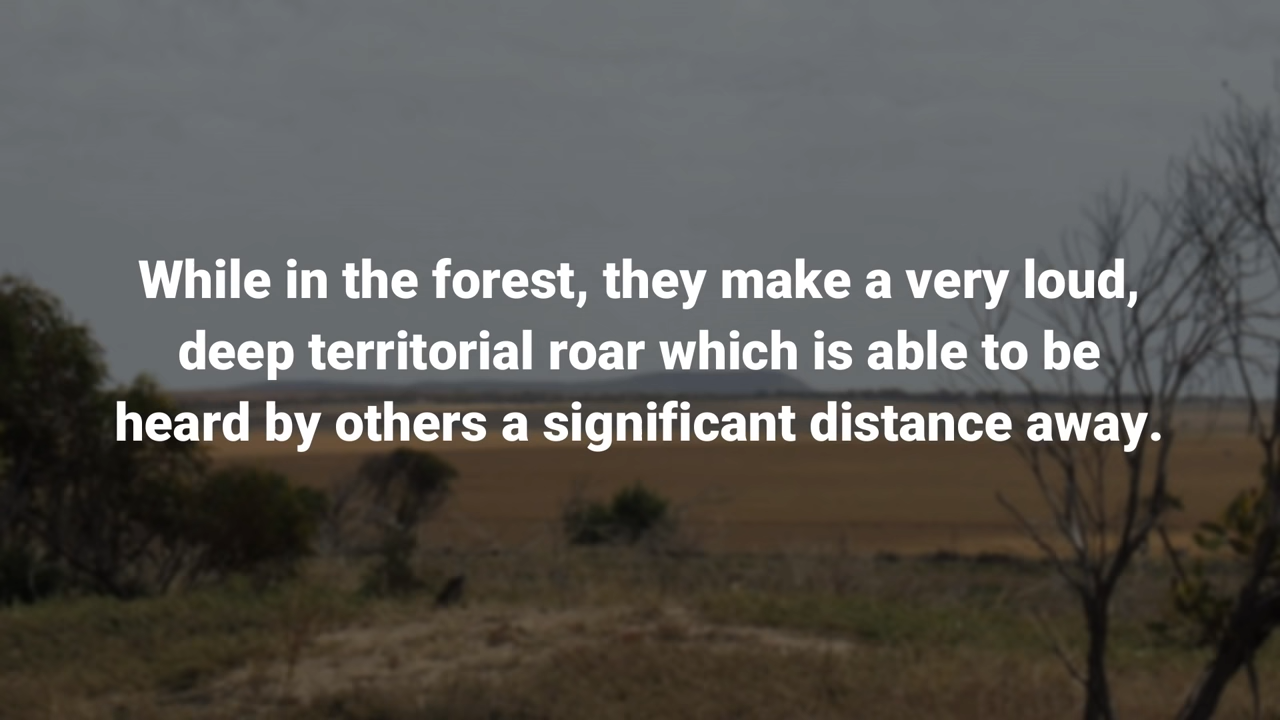 While in the forest, they make a very loud,
deep territorial roar which is able to be
heard by others a significant distance away.